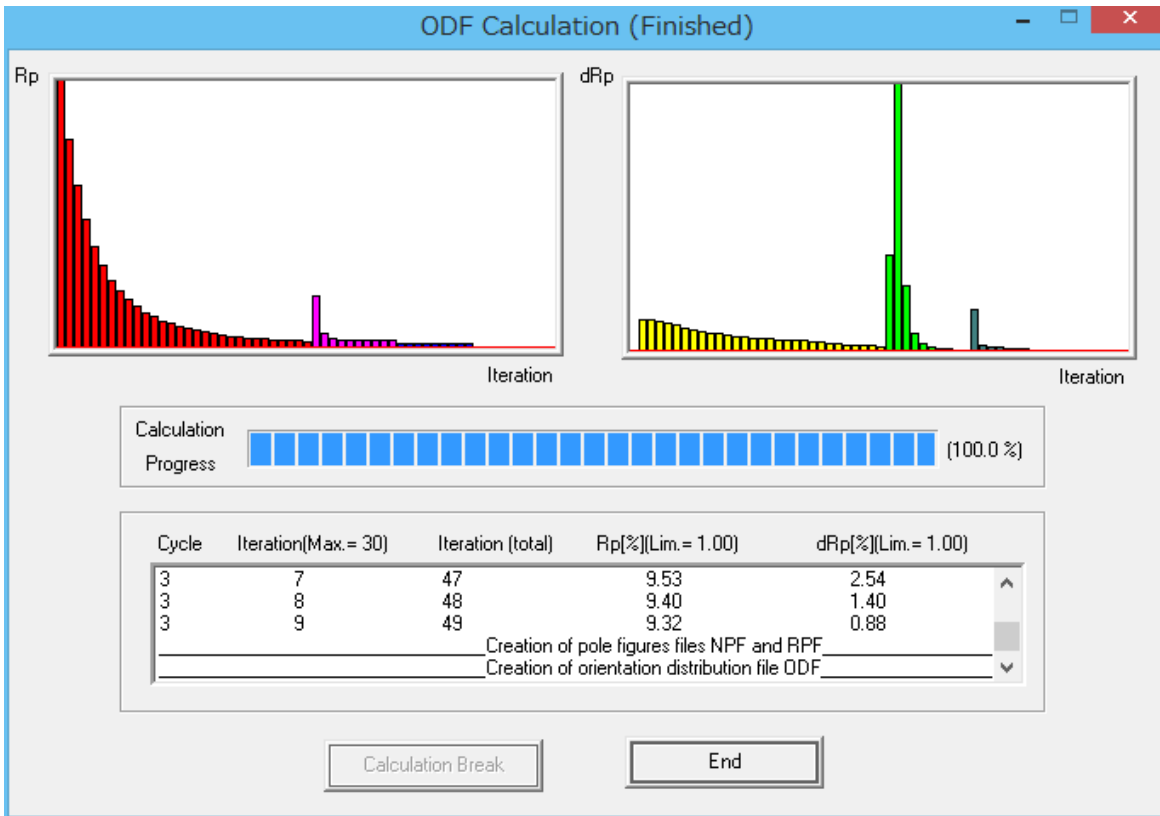 ODF Calculation (Finished)
Rp
dRp
Iteration
Iteration
Calculation
Progress
(100.0 %)
Cycle Iteration(Max.= 30) Iteration (total) Rp[%](Lim.= 1.00) dRp[%](Lim.= 1.00)
3 7 47 9.53 2.54
3 8 48 9.40 1.40
3 9 49 9.32 0.88
Creation of pole figures files NPF and RPF
Creation of orientation distribution file ODF
Calculation Break
End